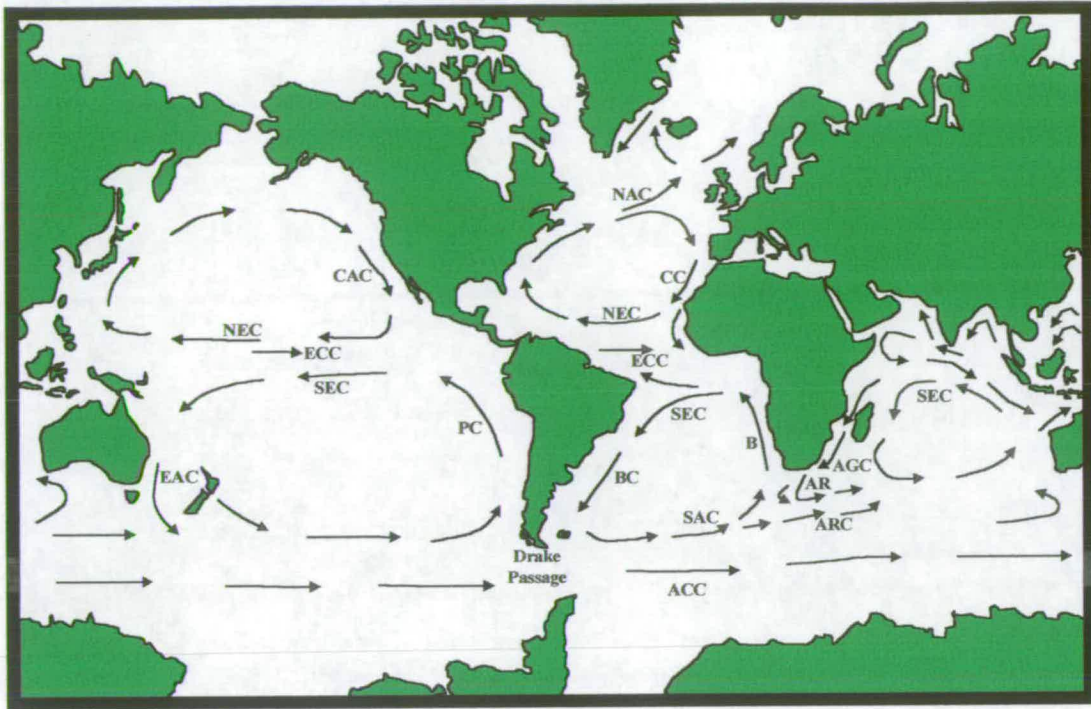 NAC
CAC
CC
NEC
NEC
ECC
ECC
SEC
SEC
SEC
PC
B
EAC
BC
AGC
AR
SAC
ARC
Drake
Passage
ACC